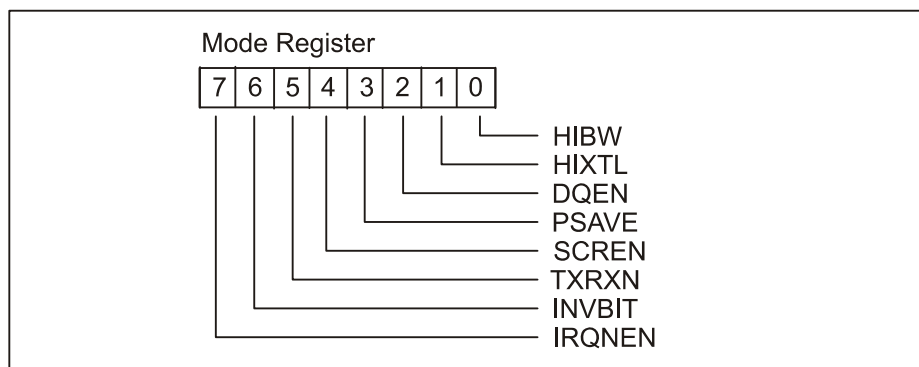 Mode Register
7 6 5 4 3 2 1 0
HIBW
HIXTL
DQEN
PSAVE
SCREN
TXRXN
INVBIT
IRQNEN